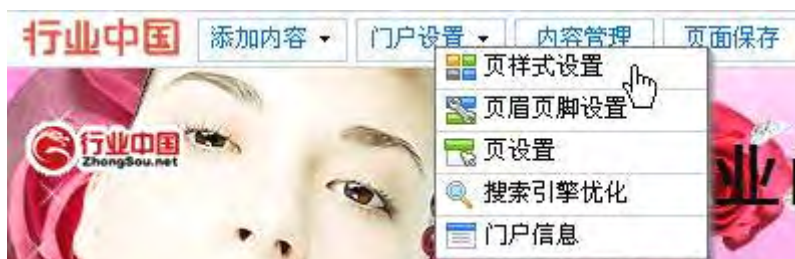 行业中国 添加内容 门户设置 内容管理 页面保存
页样式设置
页眉页脚设置
行业中国
ZhongSou.net
页设置
业
搜索引擎优化
门户信息